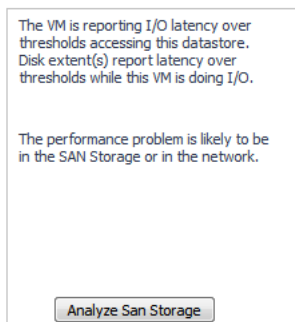 The VM is reporting I/O latency over
thresholds accessing this datastore.
Disk extent(s) report latency over
thresholds while this VM is doing I/O.
The performance problem is likely to be
in the SAN Storage or in the network.
Analyze San Storage